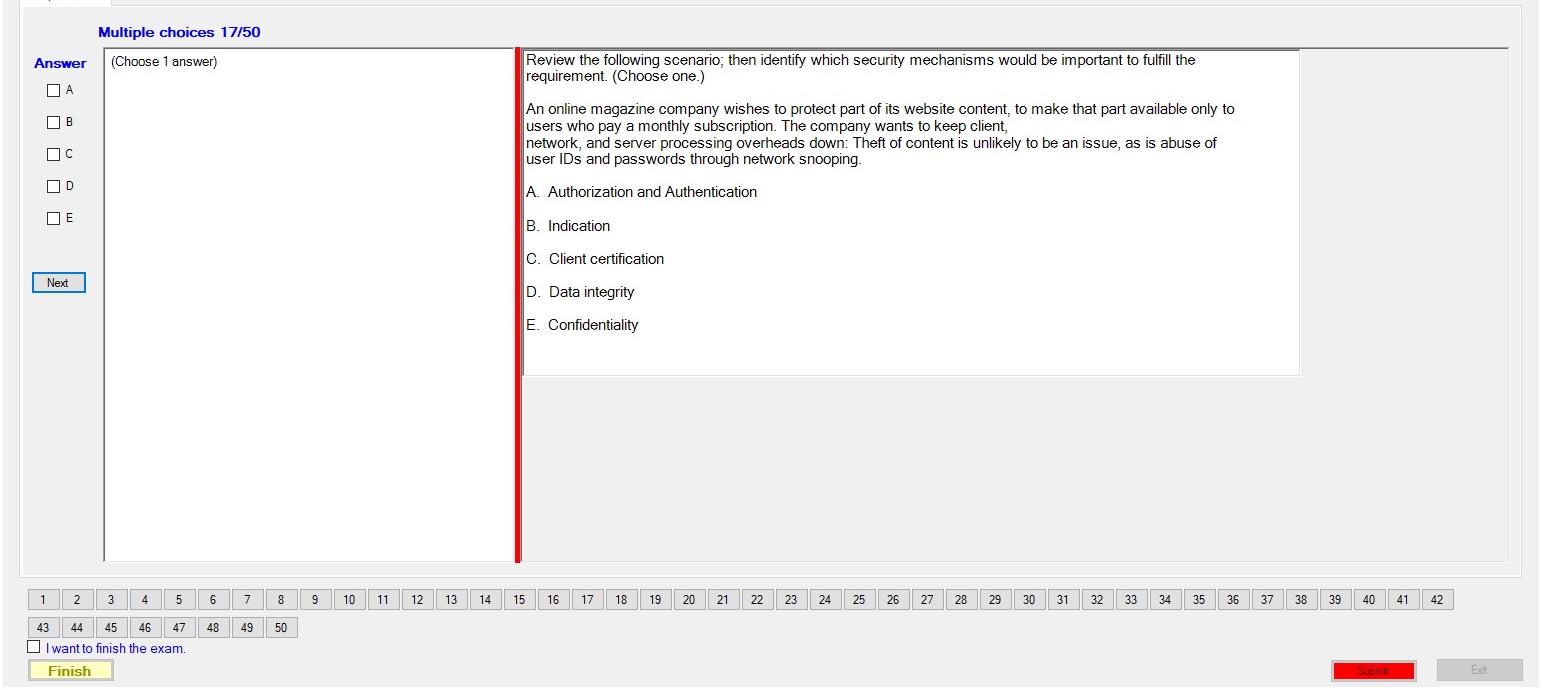 Multiple choices 17/50
Answer
A
B
C
D
E
Next
(Choose 1 answer)
Review the following scenario; then identify which security mechanisms would be important to fulfill the
requirement. (Choose one.)
An online magazine company wishes to protect part of its website content, to make that part available only to
users who pay a monthly subscription. The company wants to keep client,
network, and server processing overheads down: Theft of content is unlikely to be an issue, as is abuse of
user IDs and passwords through network snooping.
A. Authorization and Authentication
B. Indication
C. Client certification
D. Data integrity
E. Confidentiality
1 2 3 4 5 6 7 8 9 10 11 12 13 14 15 16 17 18 19 20 21 22 23 24 25 26 27 28 29 30 31 32 33 34 35 36 37 38 39 40 41 42
43 44 45 46 47 48 49 50
I want to finish the exam.
Finish
Submit
Exit